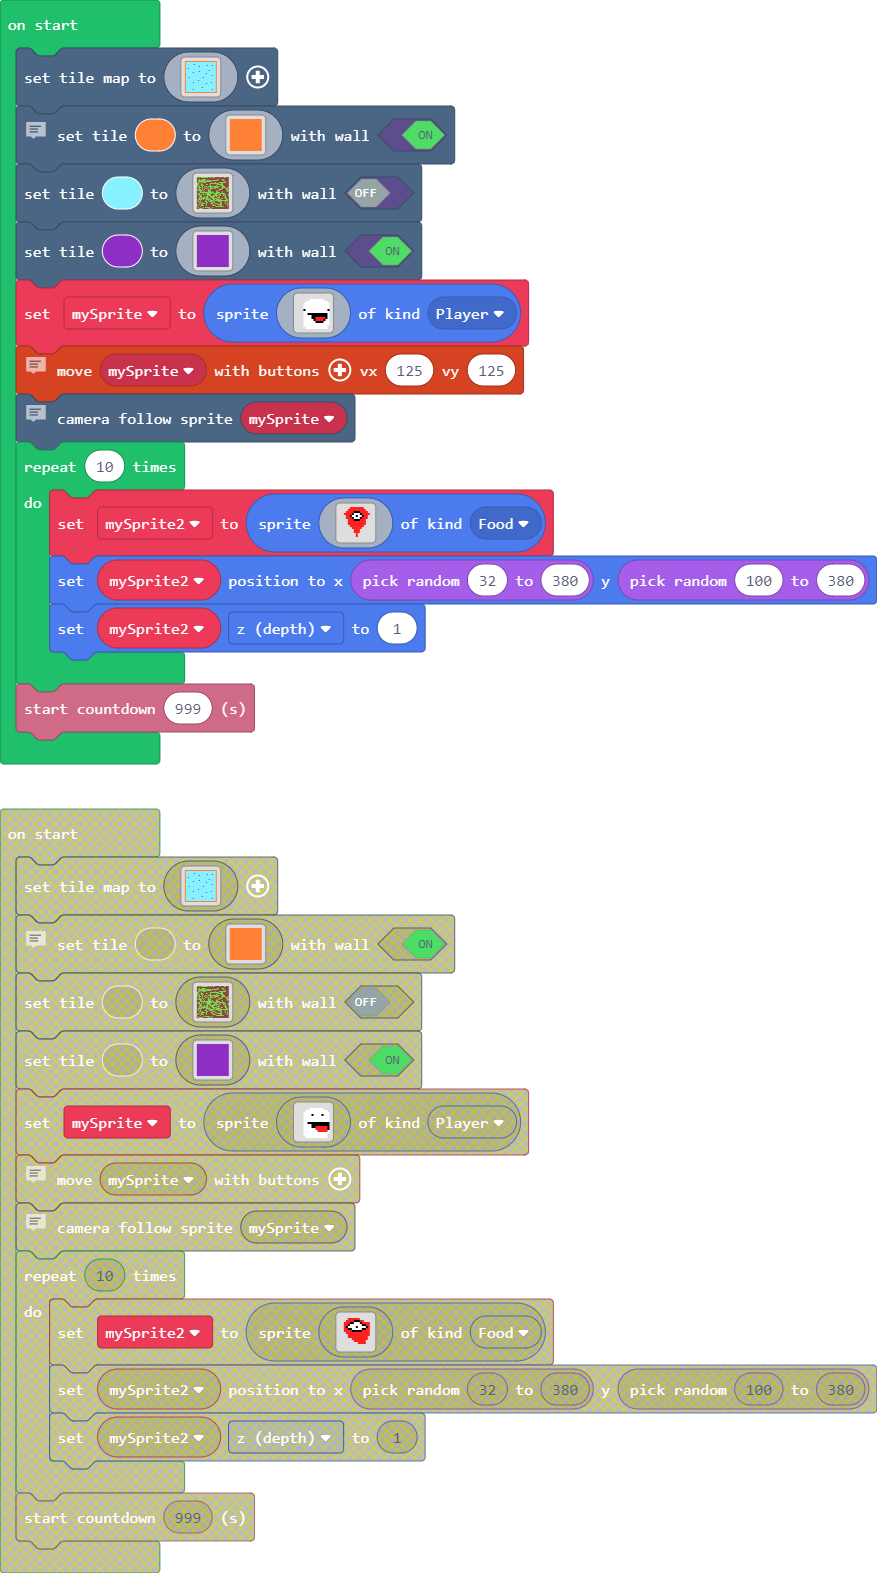 on start
set tile map to
set tile to with wall ON
set tile to with wall OFF
set tile to with wall ON
set mySprite to sprite of kind Player
move mySprite with buttons vx 125 vy 125
camera follow sprite mySprite
repeat 10 times
do
set mySprite2 to sprite of kind Food
set mySprite2 position to x pick random 32 to 380 y pick random 100 to 380
set mySprite2 z (depth) to 1
start countdown 999 (s)
on start
set tile map to
set tile to with wall ON
set tile to with wall OFF
set tile to with wall ON
set mySprite to sprite of kind Player
move mySprite with buttons
camera follow sprite mySprite
repeat 10 times
do
set mySprite2 to sprite of kind Food
set mySprite2 position to x pick random 32 to 380 y pick random 100 to 380
set mySprite2 z (depth) to 1
start countdown 999 (s)